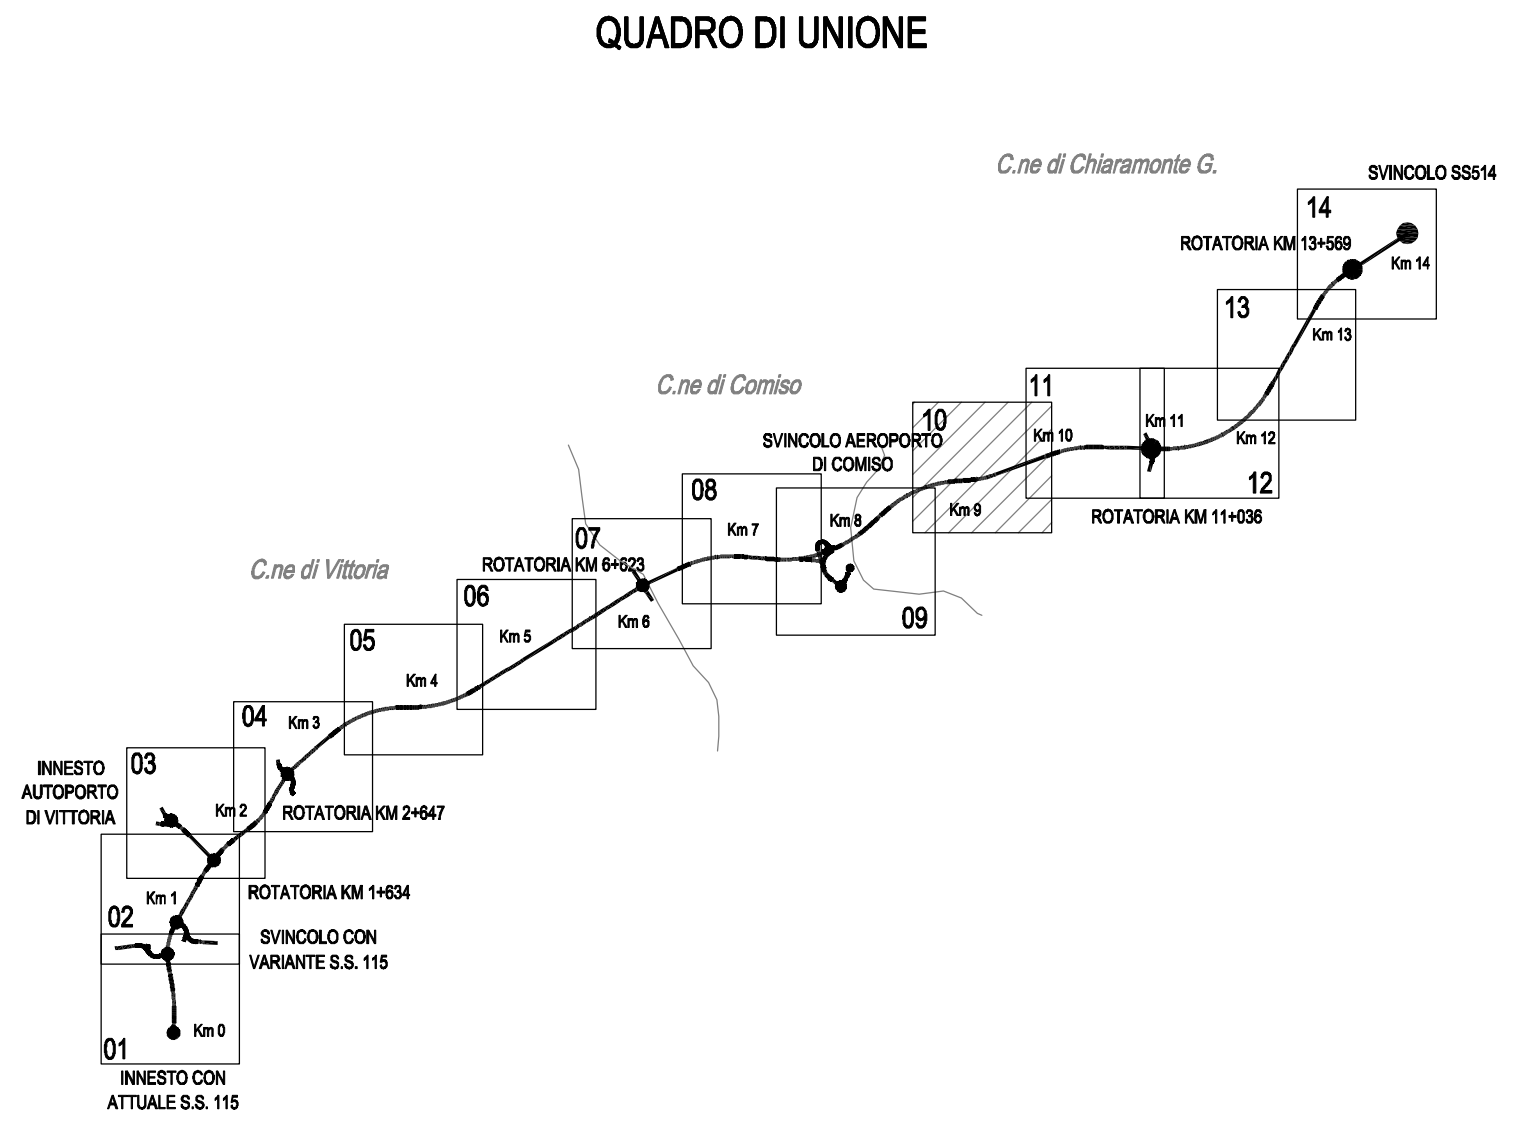 QUADRO DI UNIONE
C.ne di Chiaramonte G.
SVINCOLO SS514
14
ROTATORIA KM 13+569
Km 14
13
Km 13
C.ne di Comiso
11
10
Km 11
SVINCOLO AEROPORTO
DI COMISO
Km 10
Km 12
12
08
Km 9
ROTATORIA KM 11+036
Km 8
Km 7
07
ROTATORIA KM 6+623
C.ne di Vittoria
06
Km 6
09
Km 5
05
Km 4
04
Km 3
03
INNESTO
AUTOPORTO
DI VITTORIA
Km 2
ROTATORIA KM 2+647
Km 1
ROTATORIA KM 1+634
02
SVINCOLO CON
VARIANTE S.S. 115
Km 0
01
INNESTO CON
ATTUALE S.S. 115